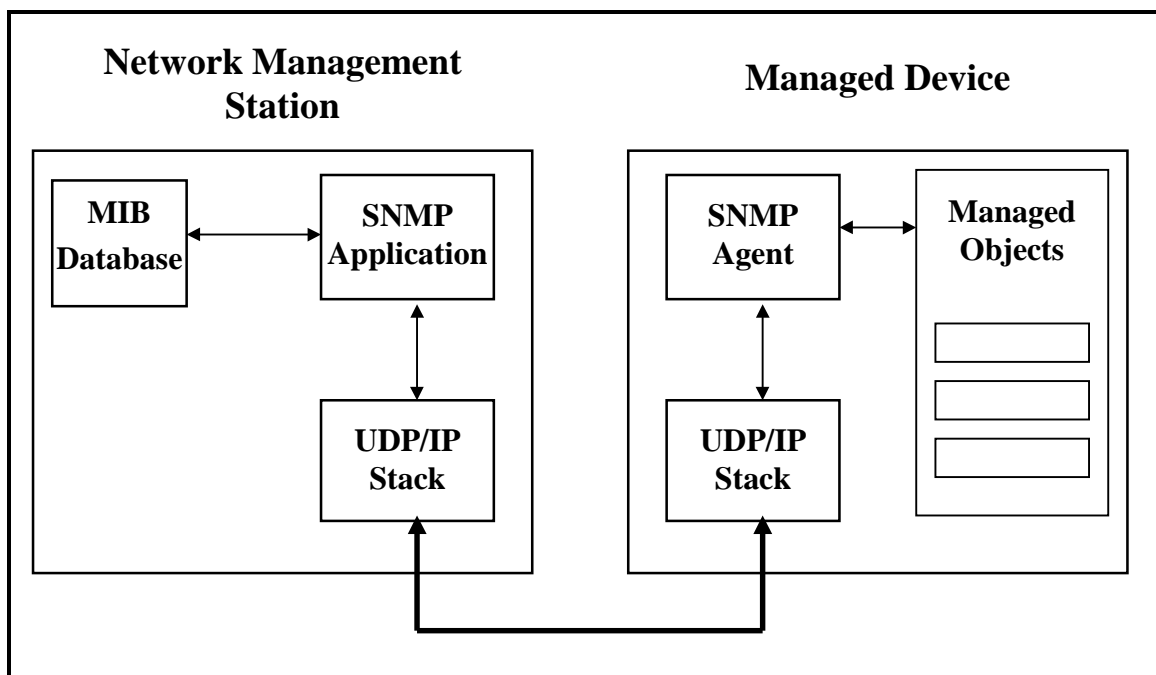 Network Management
Station
Managed Device
MIB
Database
SNMP
Application
SNMP
Agent
Managed
Objects
UDP/IP
Stack
UDP/IP
Stack